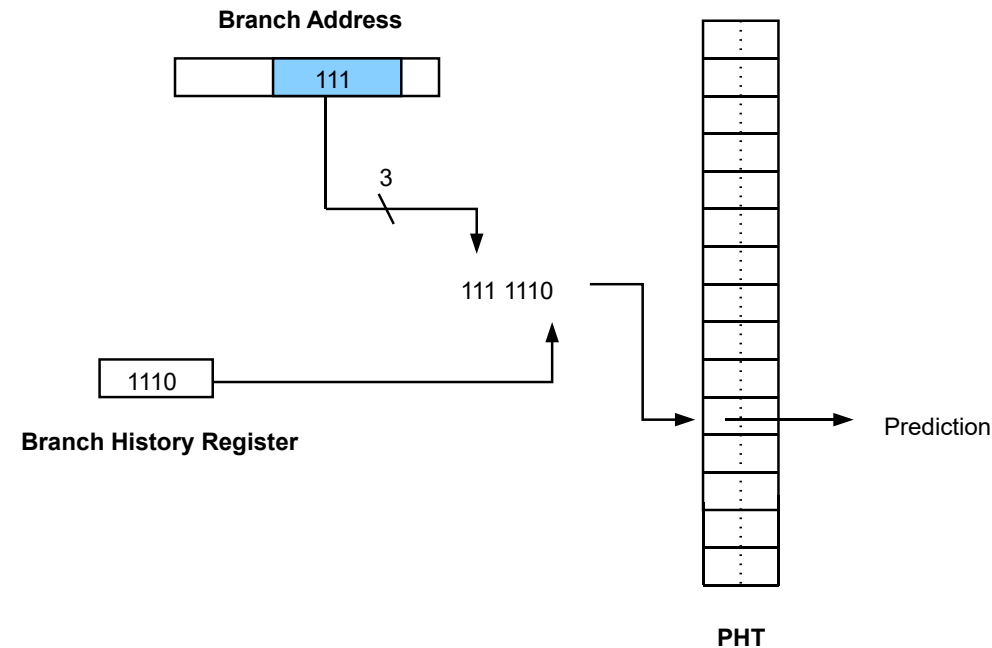 Branch Address
111
3
111 1110
1110
Branch History Register
Prediction
PHT